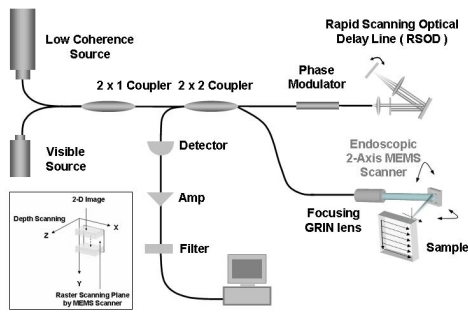 Low Coherence
Source
Rapid Scanning Optical
Delay Line ( RSOD )
2 x 1 Coupler
2 x 2 Coupler
Phase
Modulator
Visible
Source
Detector
Endoscopic
2-Axis MEMS
Scanner
Amp
Focusing
GRIN lens
Sample
Filter
2-D Image
Depth Scanning
X
Z
Y
Raster Scanning Plane
by MEMS Scanner